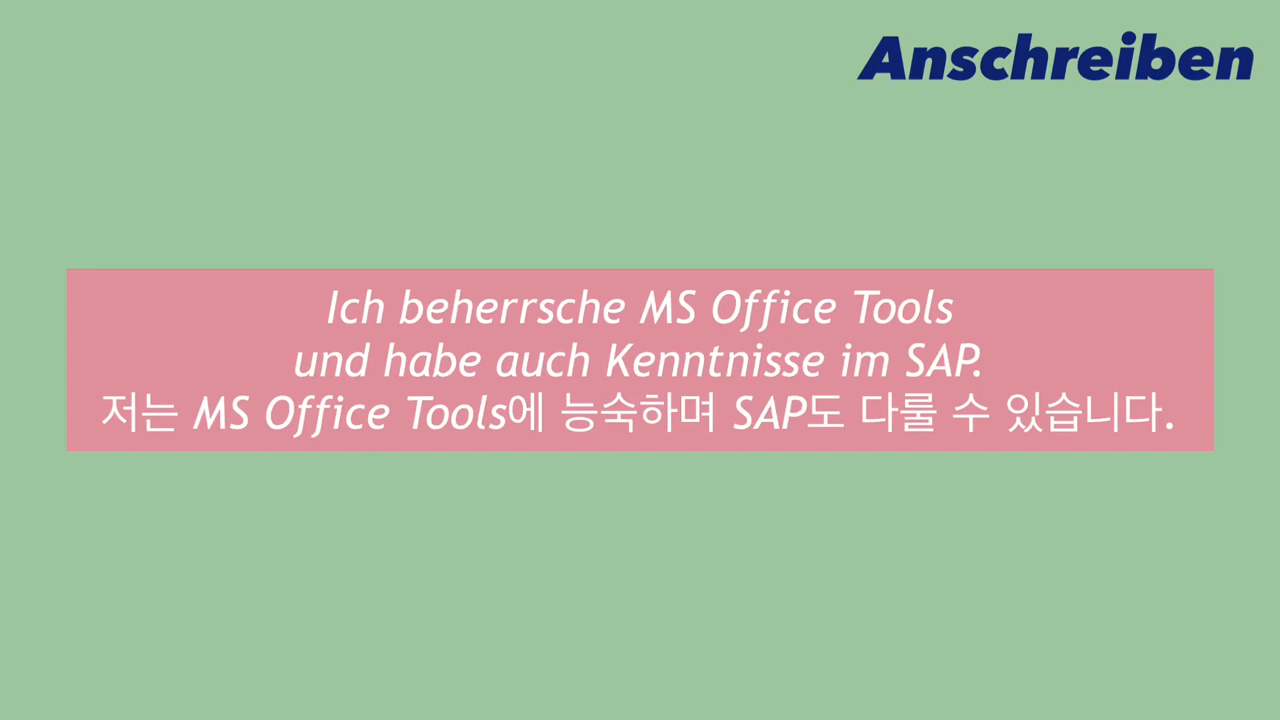 Anschreiben
Ich beherrsche MS Office Tools
und habe auch Kenntnisse im SAP.
저는 MS Office Tools에 능숙하며 SAP도 다룰 수 있습니다.